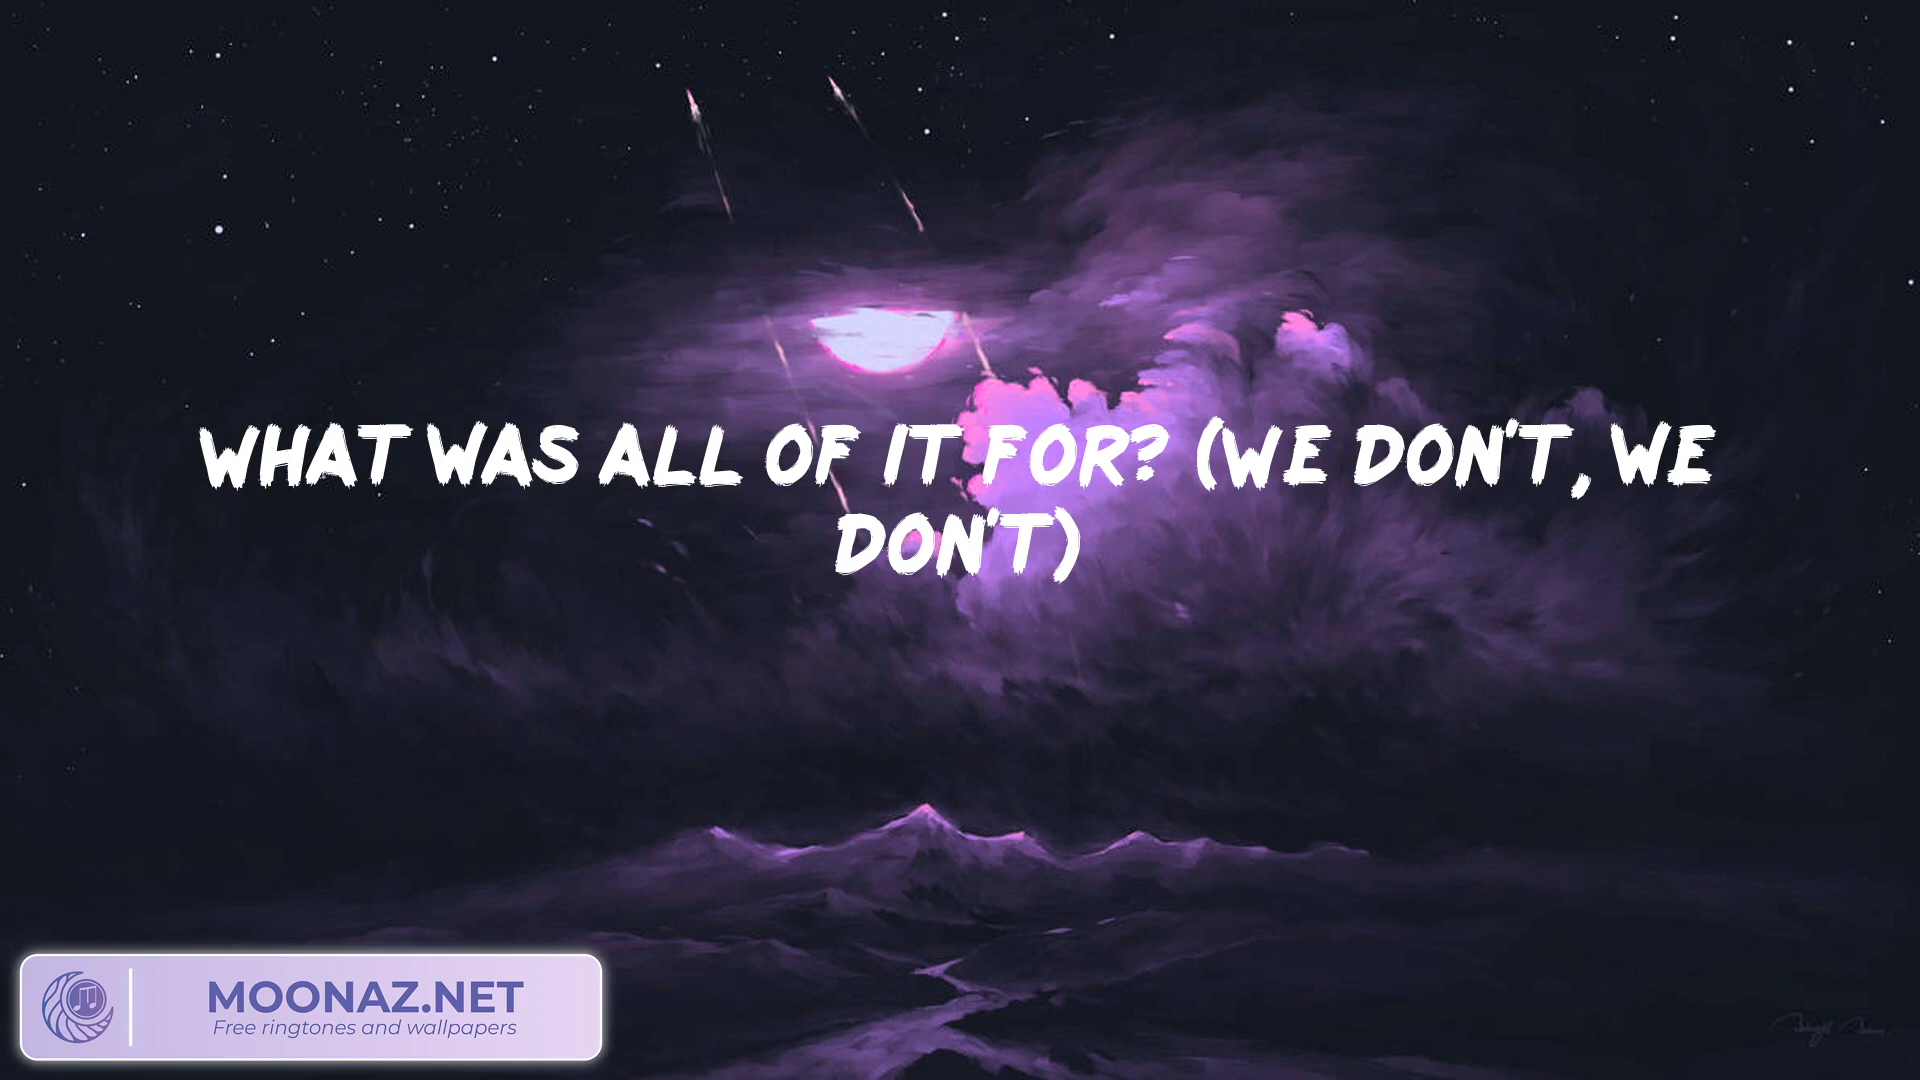 WHAT WAS ALL OF IT FOR? (WE DON'T, WE
DON'T)
MOONAZ.NET
Free ringtones and wallpapers